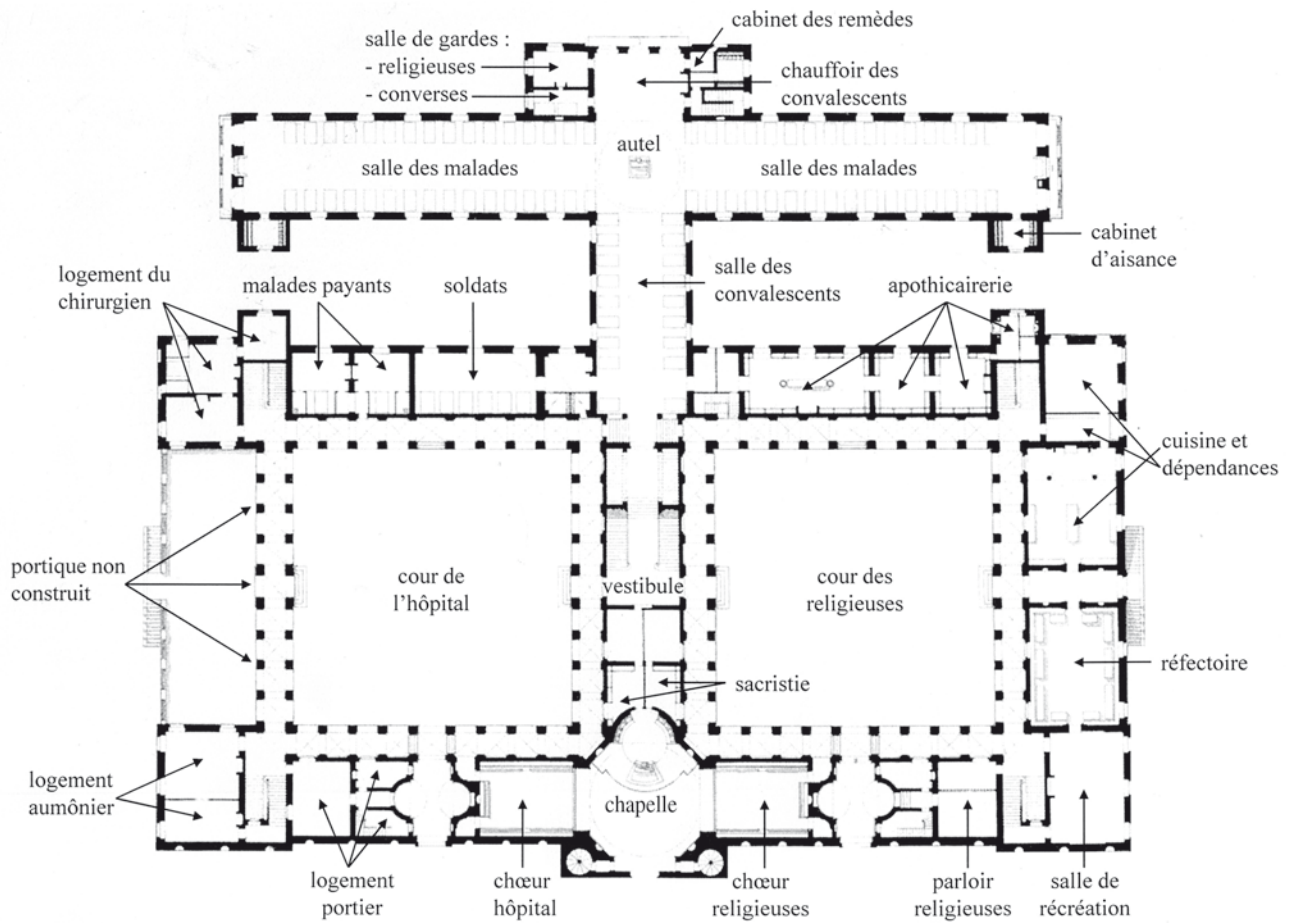 cabinet des remèdes
salle de gardes :
- religieuses
- converses
chauffoir des
convalescents
autel
salle des malades
salle des malades
cabinet
d'aisance
logement du
chirurgien
malades payants
soldats
salle des
convalescents
apothicairerie
cuisine et
dépendances
portique non
construit
cour de
l'hôpital
vestibule
cour des
religieuses
réfectoire
sacristie
logement
aumônier
chapelle
logement
portier
chœur
hôpital
chœur
religieuses
parloir
religieuses
salle de
récréation